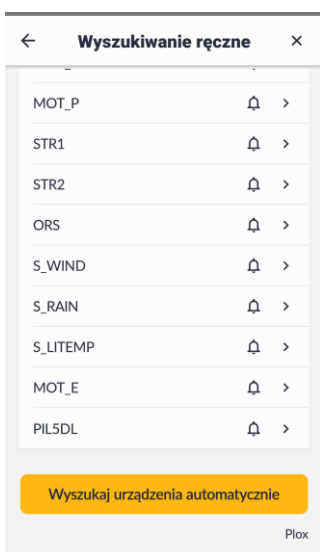 Wyszukiwanie ręczne
MOT_P
STR1
STR2
ORS
S_WIND
S_RAIN
S_LITEMP
MOT_E
PIL5DL
Wyszukaj urządzenia automatycznie
Plox